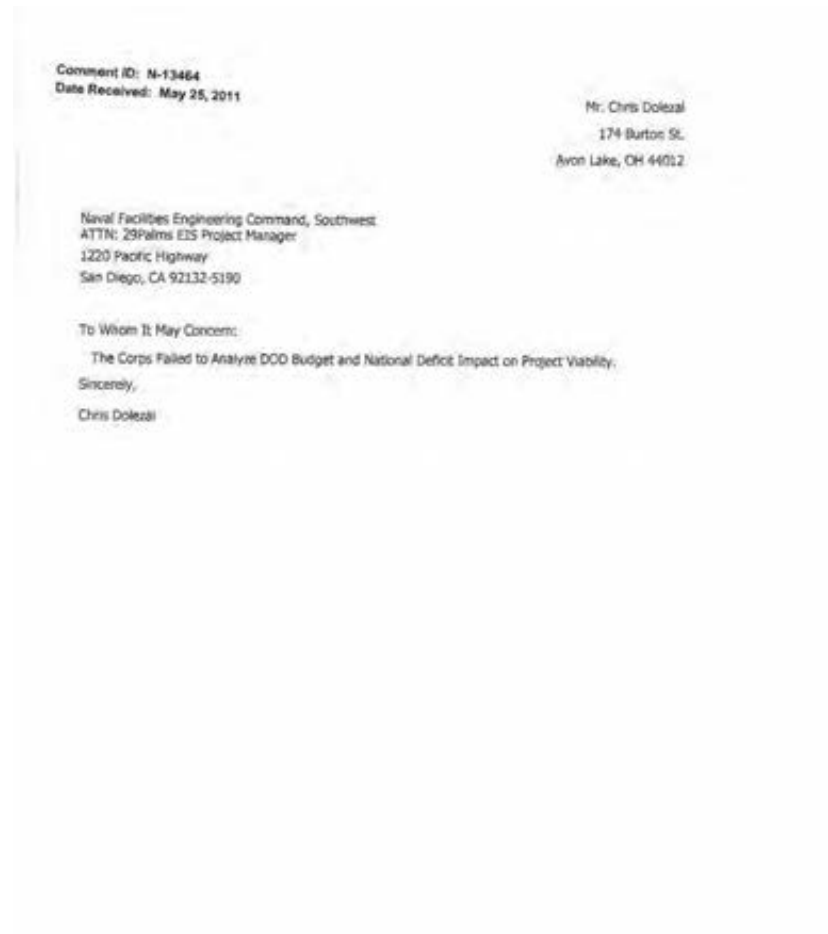 Comment ID: N-13464
Date Received: May 25, 2011
Mr. Chris Dolezal
174 Burton St.
Avon Lake, OH 44012
Naval Facilities Engineering Command, Southwest
ATTN: 29Palms EIS Project Manager
1220 Pacific Highway
San Diego, CA 92132-5190
To Whom It May Concern:
The Corps Failed to Analyze DOD Budget and National Deficit Impact on Project Viability.
Sincerely,
Chris Dolezal